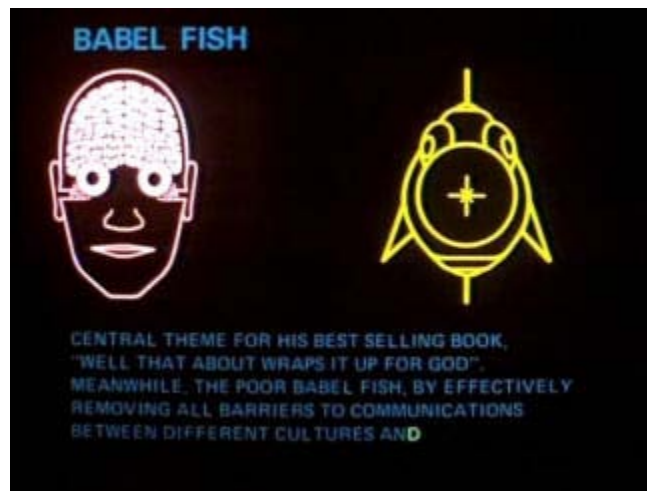 BABEL FISH
CENTRAL THEME FOR HIS BEST SELLING BOOK,
"WELL THAT ABOUT WRAPS IT UP FOR GOD".
MEANWHILE, THE POOR BABEL FISH, BY EFFECTIVELY
REMOVING ALL BARRIERS TO COMMUNICATIONS
BETWEEN DIFFERENT CULTURES AND